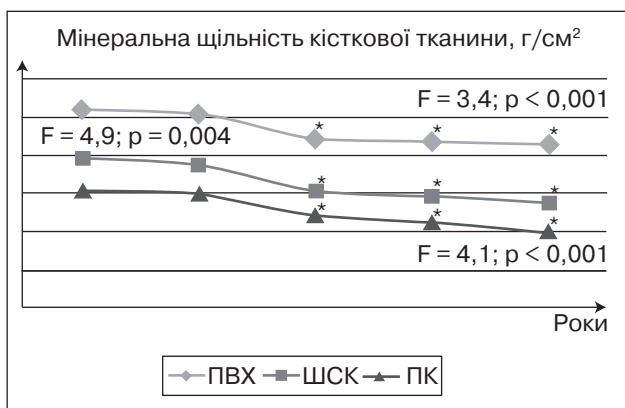 Мінеральна щільність кісткової тканини, г/см²
F = 3,4; p < 0,001
F = 4,9; p = 0,004
* * *
* * *
* * *
F = 4,1; p < 0,001
Роки
ПВХ ШСК ПК